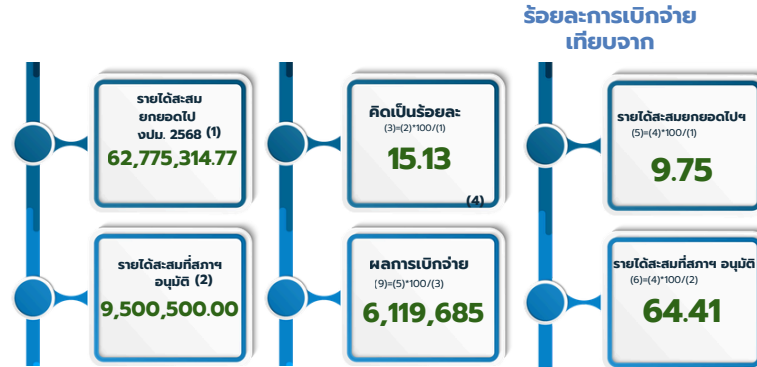 ร้อยละการเบิกจ่าย
เทียบจาก
รายได้สะสม
ยกยอดไป
งปม. 2568 (1)
62,775,314.77
คิดเป็นร้อยละ
(3)=(2)*100/(1)
15.13
(4)
รายได้สะสมยกยอดไปฯ
(5)=(4)*100/(1)
9.75
รายได้สะสมที่สภาฯ
อนุมัติ (2)
9,500,500.00
ผลการเบิกจ่าย
(9)=(5)*100/(3)
6,119,685
รายได้สะสมที่สภาฯ อนุมัติ
(6)=(4)*100/(2)
64.41